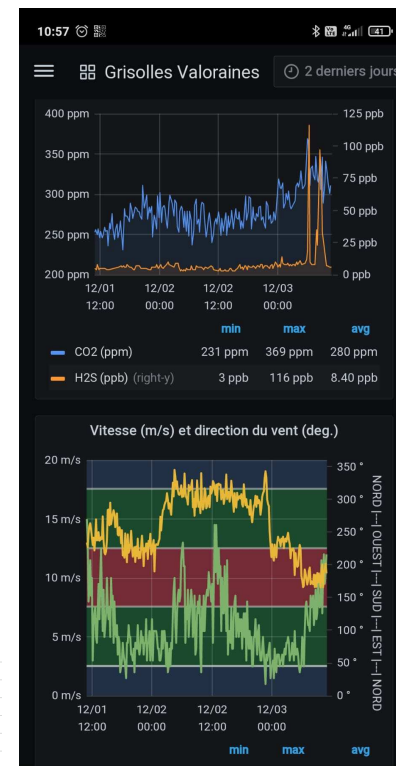 10:57
4G
41
Grisolles Valoraines
2 derniers jours
400 ppm
125 ppb
350 ppm
100 ppb
75 ppb
300 ppm
50 ppb
250 ppm
25 ppb
200 ppm
0 ppb
12/01 12/02 12/02 12/03
12:00 00:00 12:00 00:00
min max avg
CO2 (ppm) 231 ppm 369 ppm 280 ppm
H2S (ppb) (right-y) 3 ppb 116 ppb 8.40 ppb
Vitesse (m/s) et direction du vent (deg.)
20 m/s
350 °
300 °
15 m/s
250 °
200 °
10 m/s
150 °
100 °
5 m/s
50 °
0 m/s
0 °
NORD |---| OUEST |---| SUD |---| EST |---| NORD
12/01 12/02 12/02 12/03
12:00 00:00 12:00 00:00
min max avg